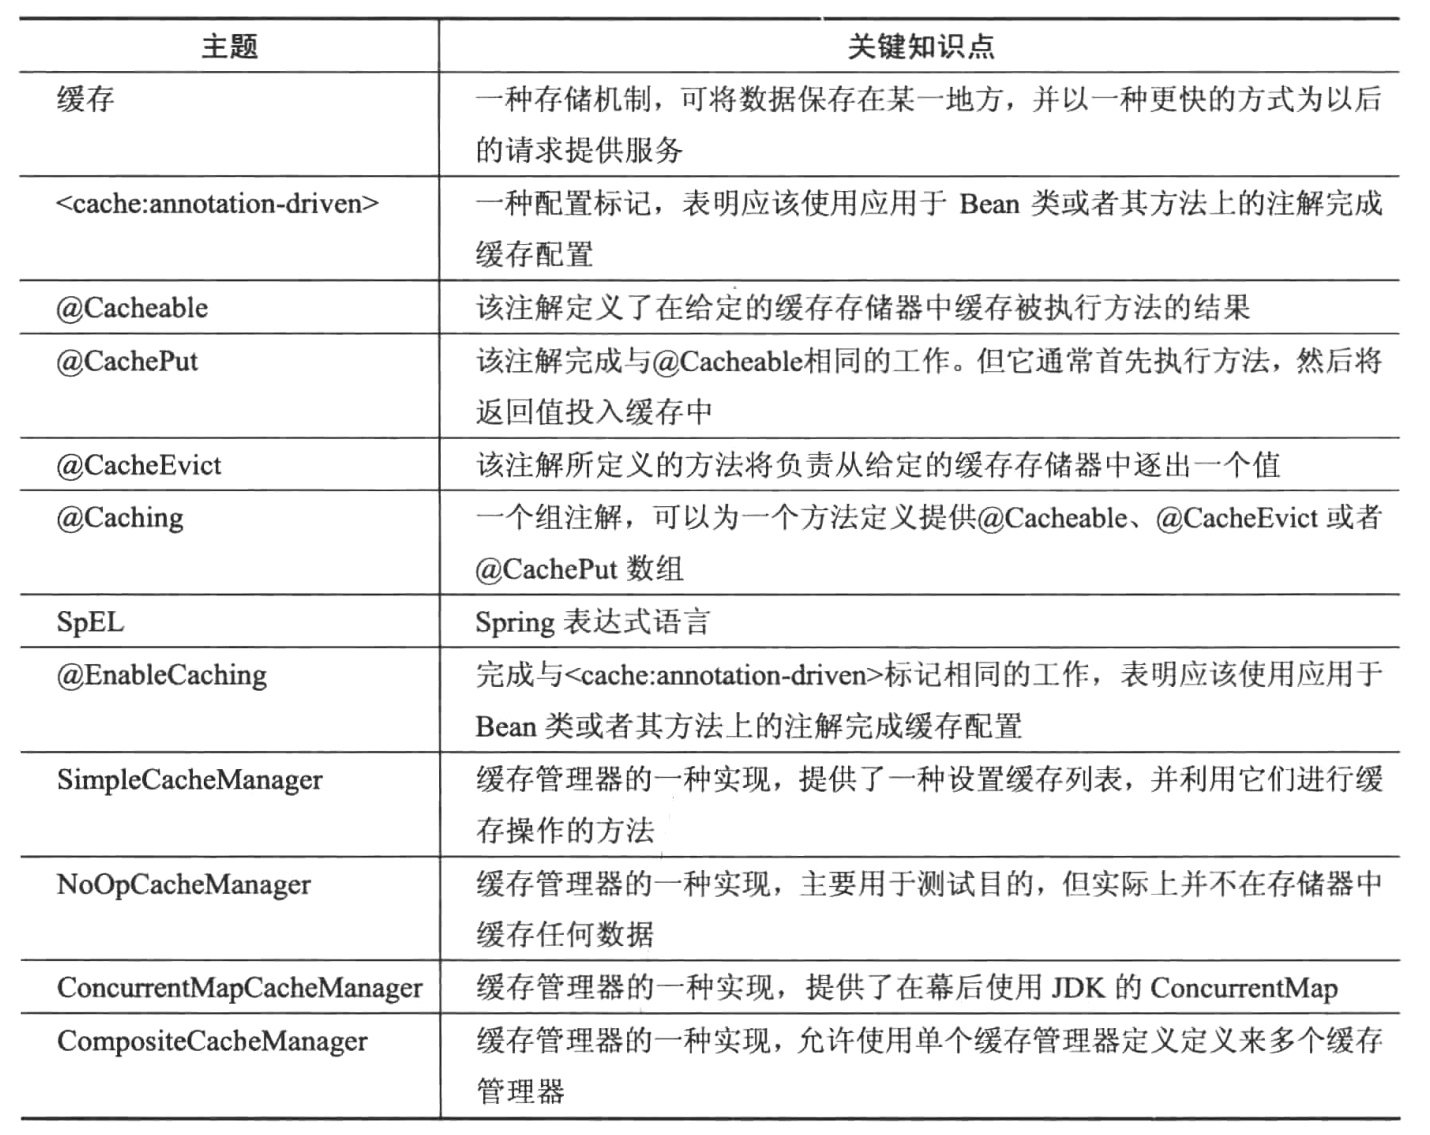 主题 关键知识点
缓存 一种存储机制，可将数据保存在某一地方，并以一种更快的方式为以后
的请求提供服务
<cache:annotation-driven> 一种配置标记，表明应该使用应用于 Bean 类或者其方法上的注解完成
缓存配置
@Cacheable 该注解定义了在给定的缓存存储器中缓存被执行方法的结果
@CachePut 该注解完成与@Cacheable相同的工作。但它通常首先执行方法，然后将
返回值投入缓存中
@CacheEvict 该注解所定义的方法将负责从给定的缓存存储器中逐出一个值
@Caching 一个组注解，可以为一个方法定义提供@Cacheable、@CacheEvict 或者
@CachePut 数组
SpEL Spring 表达式语言
@EnableCaching 完成与<cache:annotation-driven>标记相同的工作，表明应该使用应用于
Bean 类或者其方法上的注解完成缓存配置
SimpleCacheManager 缓存管理器的一种实现，提供了一种设置缓存列表，并利用它们进行缓
存操作的方法
NoOpCacheManager 缓存管理器的一种实现，主要用于测试目的，但实际上并不在存储器中
缓存任何数据
ConcurrentMapCacheManager 缓存管理器的一种实现，提供了在幕后使用 JDK 的 ConcurrentMap
CompositeCacheManager 缓存管理器的一种实现，允许使用单个缓存管理器定义定义来多个缓存
管理器